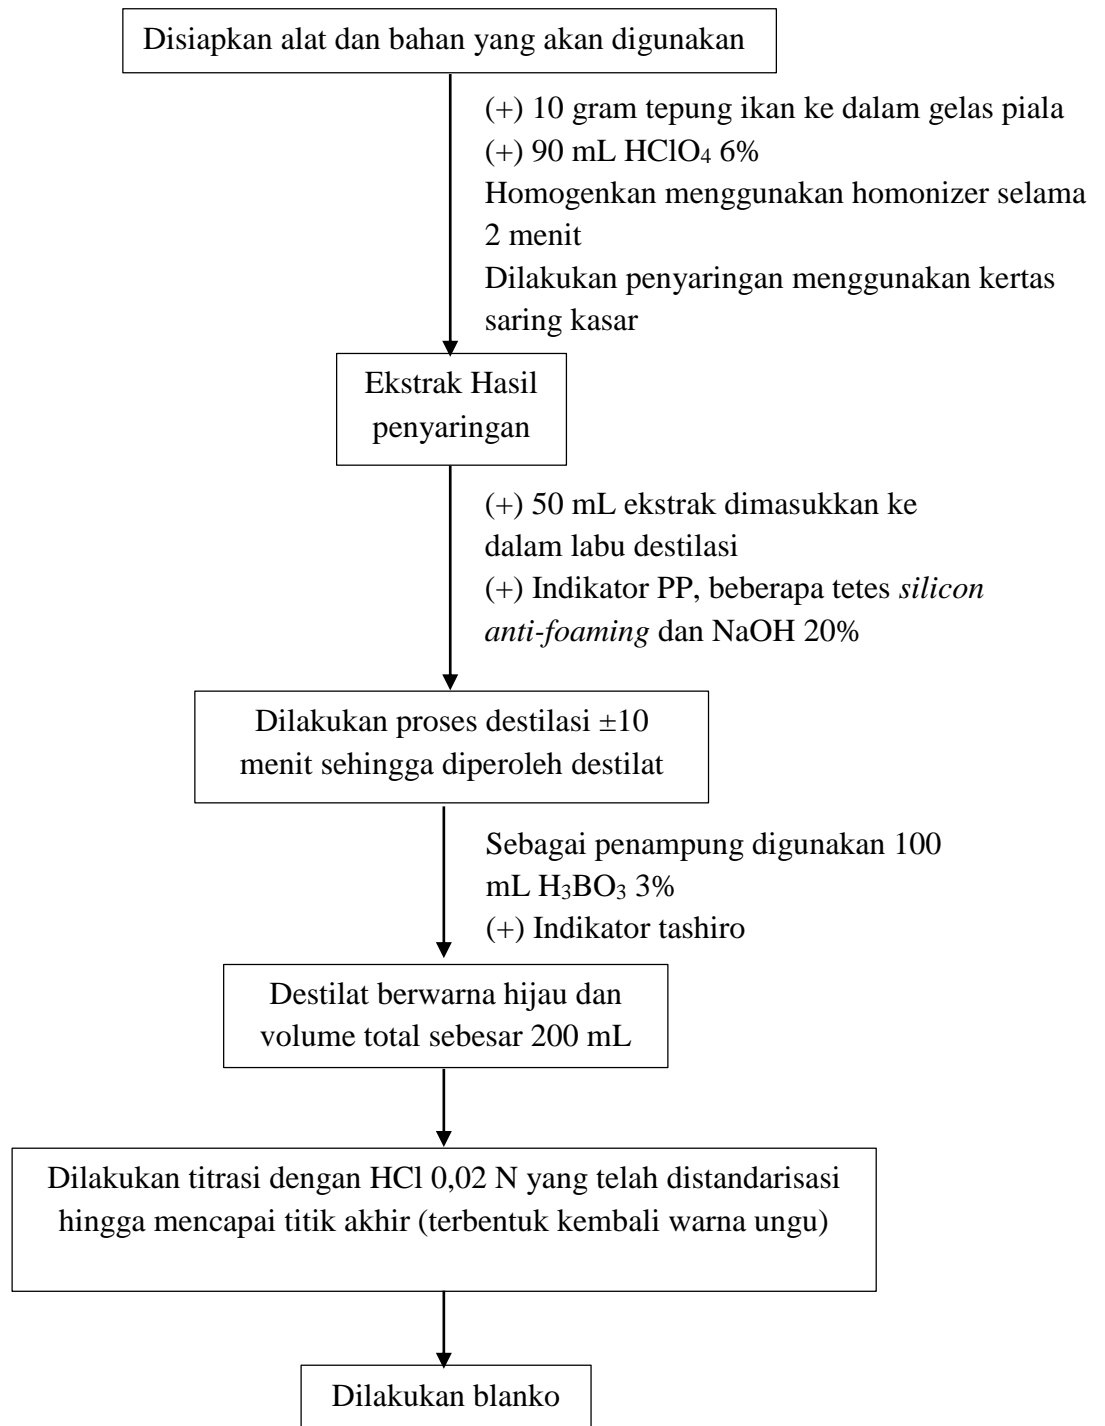 Disiapkan alat dan bahan yang akan digunakan
(+) 10 gram tepung ikan ke dalam gelas piala
(+) 90 mL HClO₄ 6%
Homogenkan menggunakan homonizer selama
2 menit
Dilakukan penyaringan menggunakan kertas
saring kasar
Ekstrak Hasil
penyaringan
(+) 50 mL ekstrak dimasukkan ke
dalam labu destilasi
(+) Indikator PP, beberapa tetes silicon
anti-foaming dan NaOH 20%
Dilakukan proses destilasi ±10
menit sehingga diperoleh destilat
Sebagai penampung digunakan 100
mL H₃BO₃ 3%
(+) Indikator tashiro
Destilat berwarna hijau dan
volume total sebesar 200 mL
Dilakukan titrasi dengan HCl 0,02 N yang telah distandarisasi
hingga mencapai titik akhir (terbentuk kembali warna ungu)
Dilakukan blanko